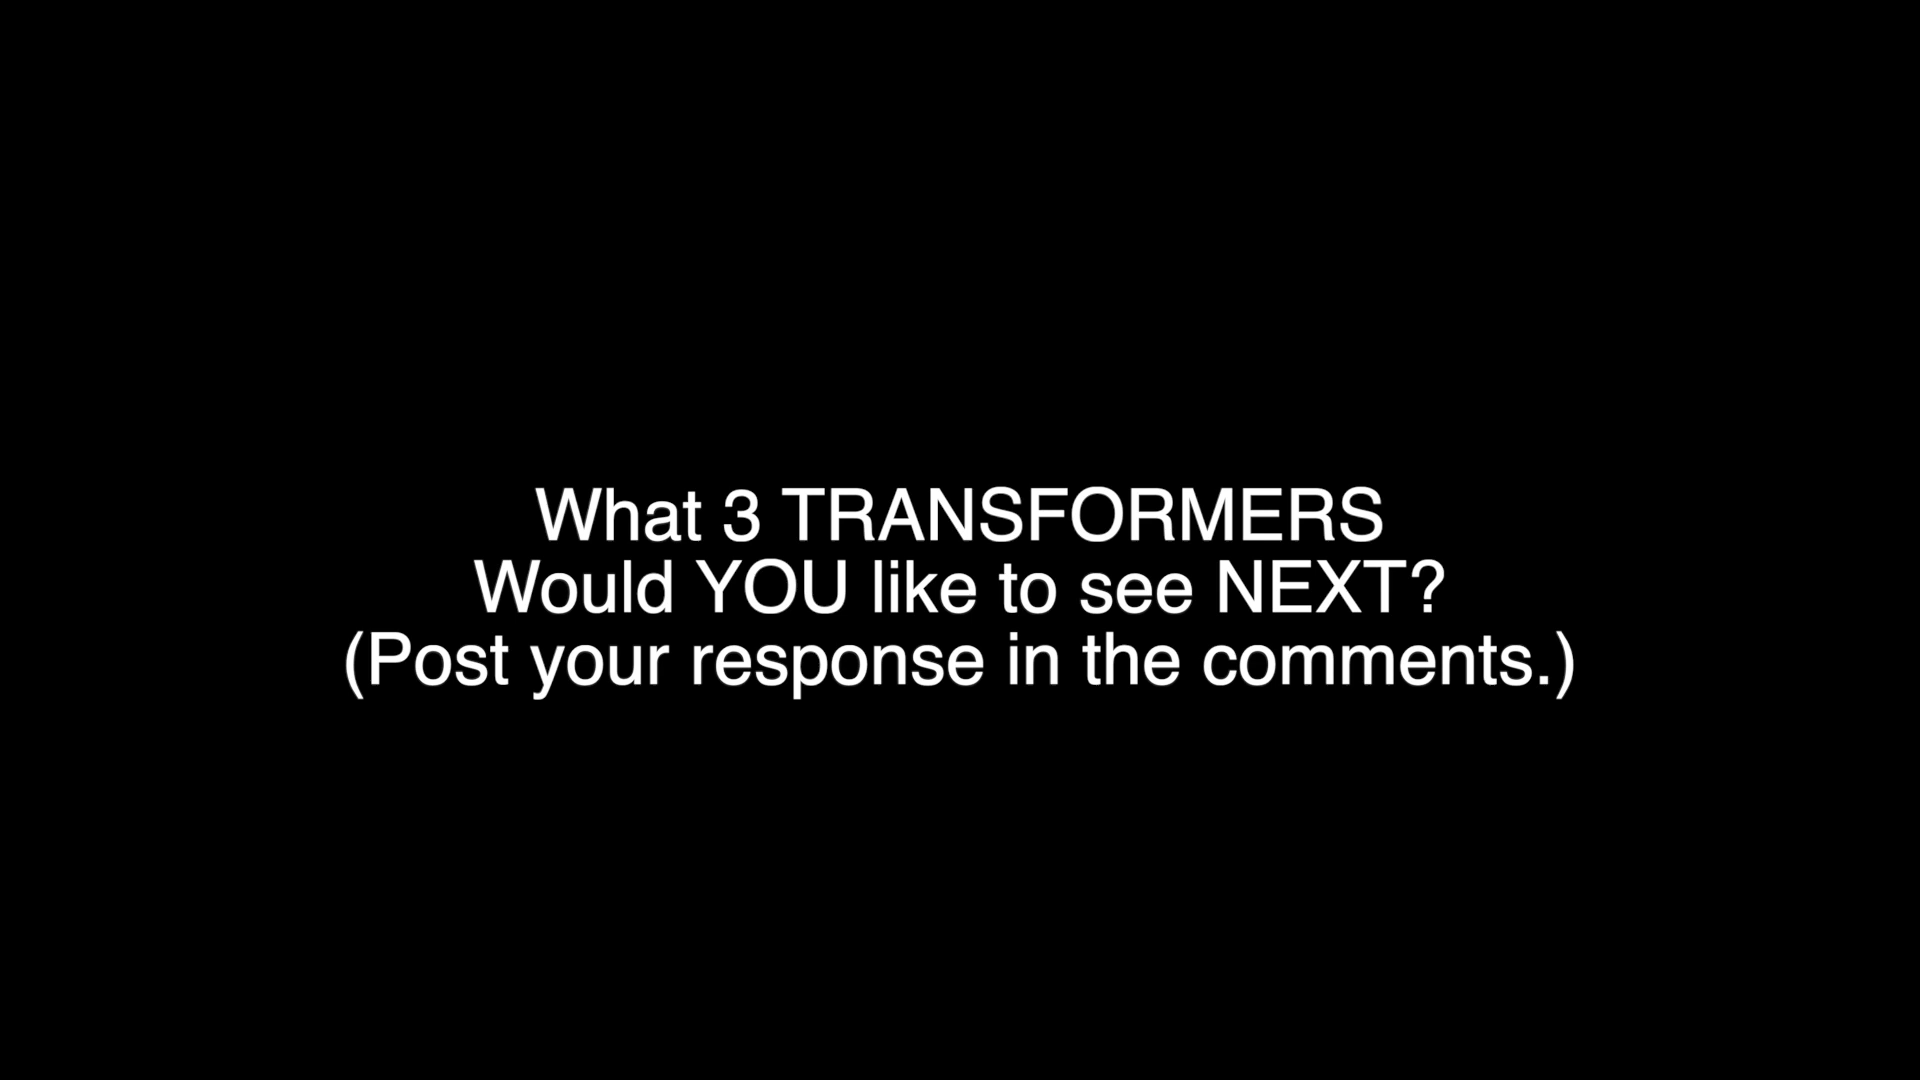 What 3 TRANSFORMERS
Would YOU like to see NEXT?
(Post your response in the comments.)